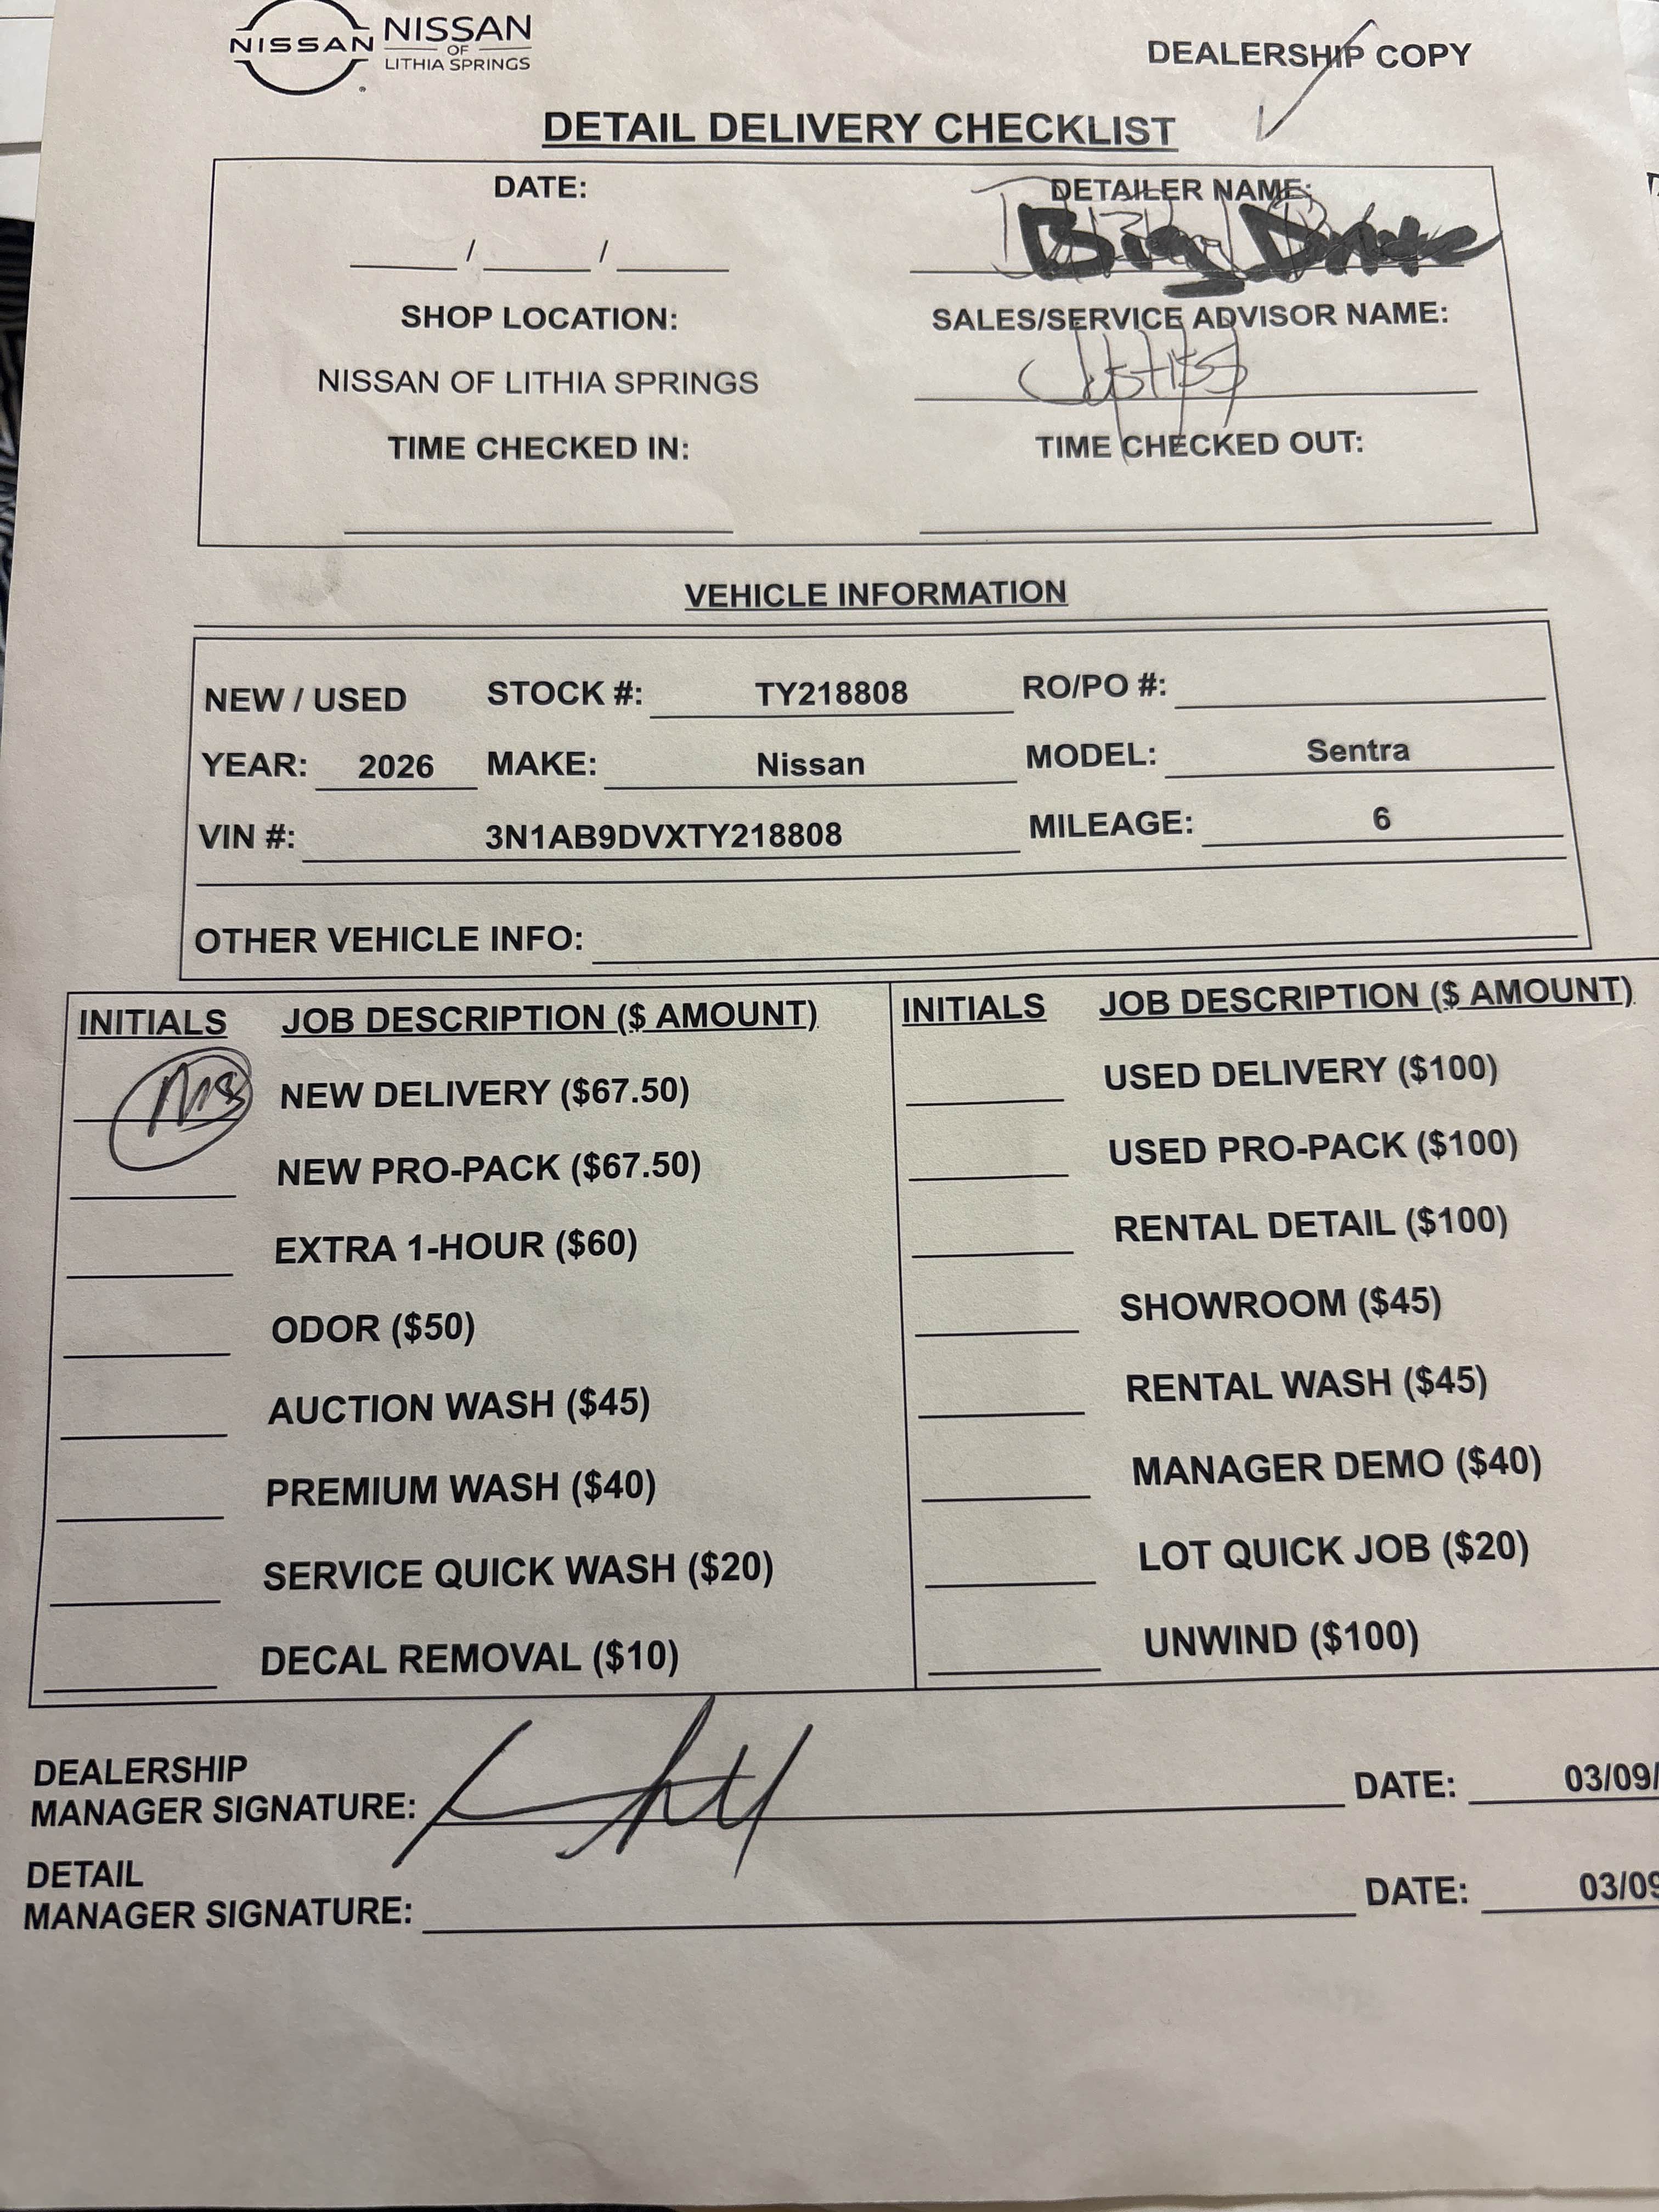 NISSAN NISSAN
OF
LITHIA SPRINGS
DEALERSHIP COPY
DETAIL DELIVERY CHECKLIST
DATE: DETAILER NAME:
/ / Big Drake
SHOP LOCATION: SALES/SERVICE ADVISOR NAME:
NISSAN OF LITHIA SPRINGS
TIME CHECKED IN: TIME CHECKED OUT:
VEHICLE INFORMATION
NEW / USED STOCK #: TY218808 RO/PO #:
YEAR: 2026 MAKE: Nissan MODEL: Sentra
VIN #: 3N1AB9DVXTY218808 MILEAGE: 6
OTHER VEHICLE INFO:
INITIALS JOB DESCRIPTION ($ AMOUNT) INITIALS JOB DESCRIPTION ($ AMOUNT)
NEW DELIVERY ($67.50) USED DELIVERY ($100)
NEW PRO-PACK ($67.50) USED PRO-PACK ($100)
EXTRA 1-HOUR ($60) RENTAL DETAIL ($100)
ODOR ($50) SHOWROOM ($45)
AUCTION WASH ($45) RENTAL WASH ($45)
PREMIUM WASH ($40) MANAGER DEMO ($40)
SERVICE QUICK WASH ($20) LOT QUICK JOB ($20)
DECAL REMOVAL ($10) UNWIND ($100)
DEALERSHIP
MANAGER SIGNATURE: DATE: 03/09/
DETAIL
MANAGER SIGNATURE: DATE: 03/09